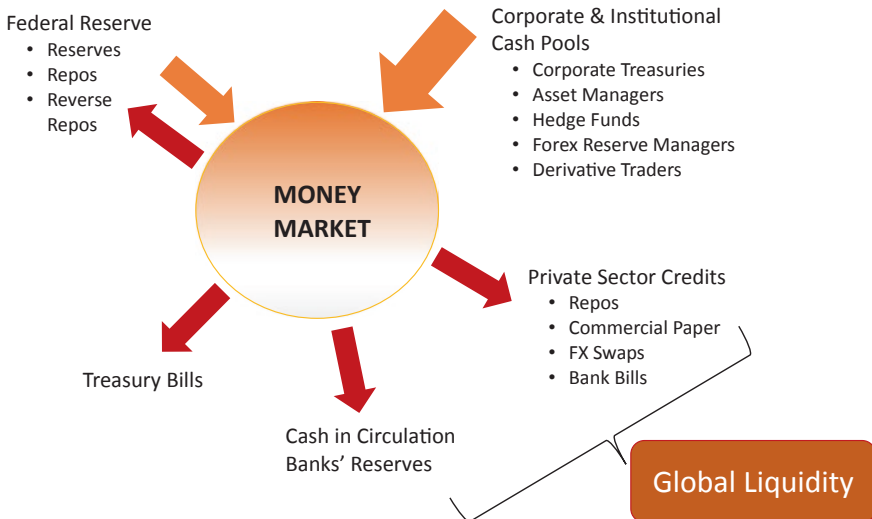 Federal Reserve
• Reserves
• Repos
• Reverse
Repos
Corporate & Institutional
Cash Pools
• Corporate Treasuries
• Asset Managers
• Hedge Funds
• Forex Reserve Managers
• Derivative Traders
MONEY
MARKET
Private Sector Credits
• Repos
• Commercial Paper
• FX Swaps
• Bank Bills
Treasury Bills
Cash in Circulation
Banks’ Reserves
Global Liquidity